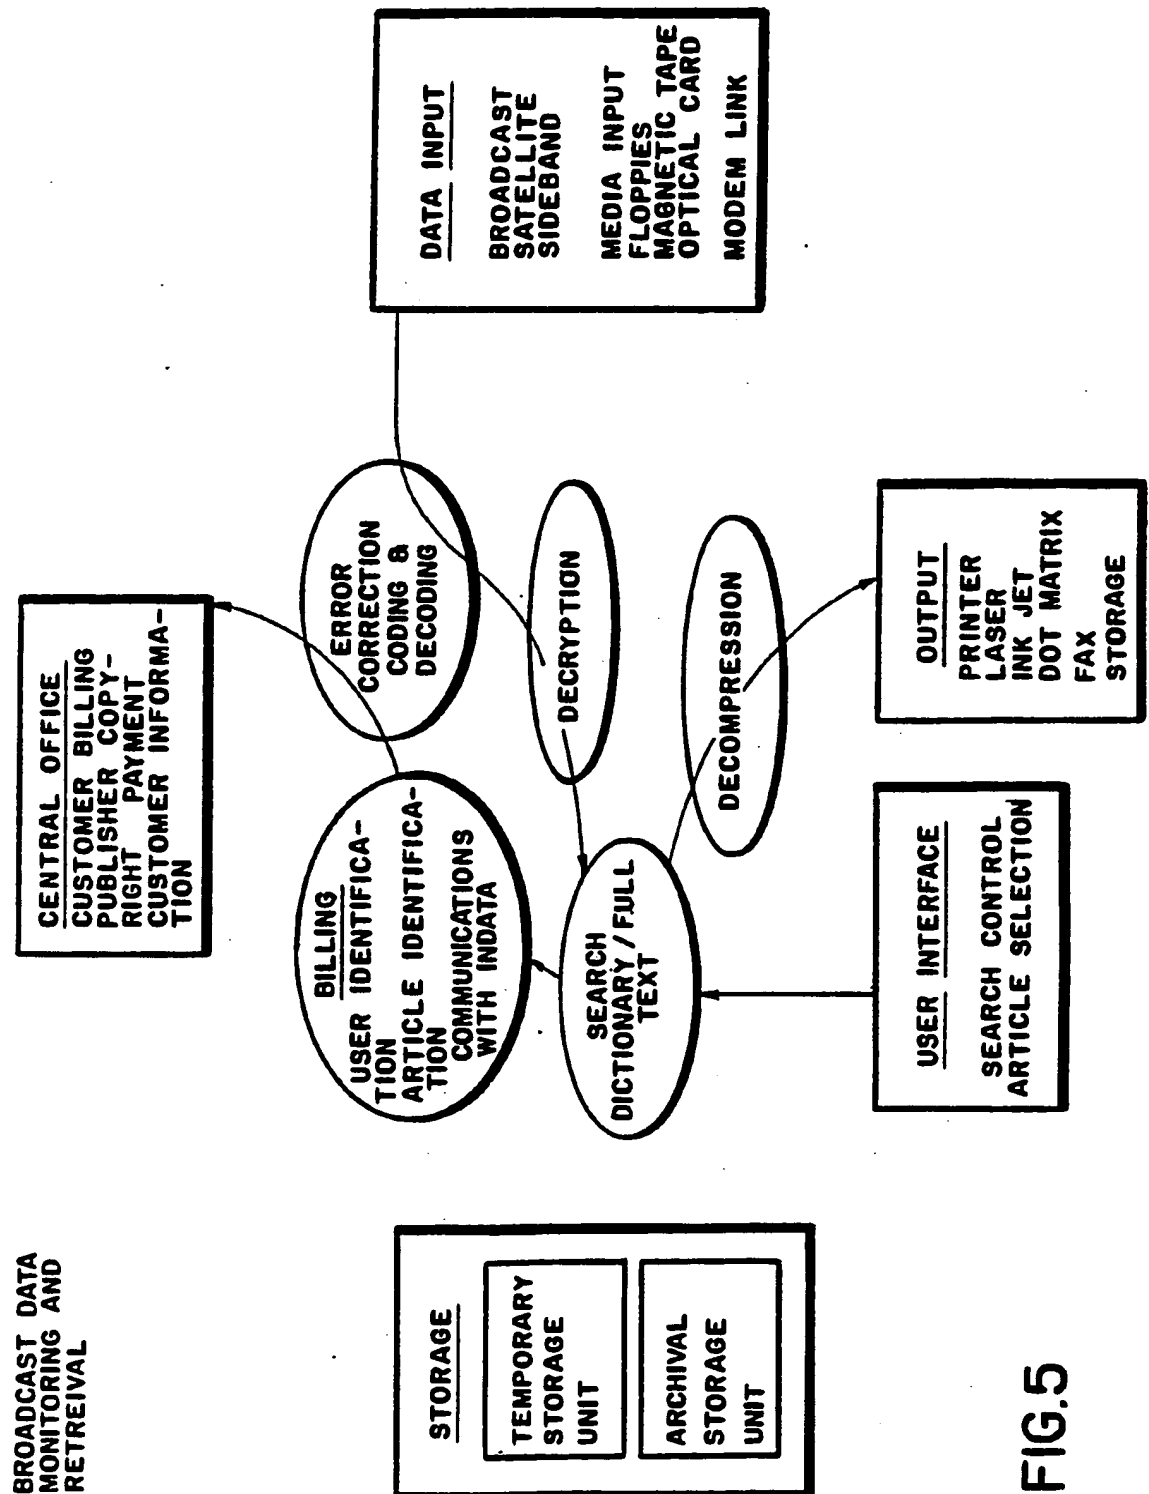 BROADCAST DATA
MONITORING AND
RETREIVAL
CENTRAL OFFICE
CUSTOMER BILLING
PUBLISHER COPY-
RIGHT PAYMENT
CUSTOMER INFORMA-
TION
STORAGE
TEMPORARY
STORAGE
UNIT
ARCHIVAL
STORAGE
UNIT
BILLING
USER IDENTIFICA-
TION
ARTICLE IDENTIFICA-
TION
COMMUNICATIONS
WITH INDATA
ERROR
CORRECTION
CODING &
DECODING
DATA INPUT
BROADCAST
SATELLITE
SIDEBAND
MEDIA INPUT
FLOPPIES
MAGNETIC TAPE
OPTICAL CARD
MODEM LINK
SEARCH
DICTIONARY/FULL
TEXT
DECRYPTION
DECOMPRESSION
USER INTERFACE
SEARCH CONTROL
ARTICLE SELECTION
OUTPUT
PRINTER
LASER
INK JET
DOT MATRIX
FAX
STORAGE
FIG.5